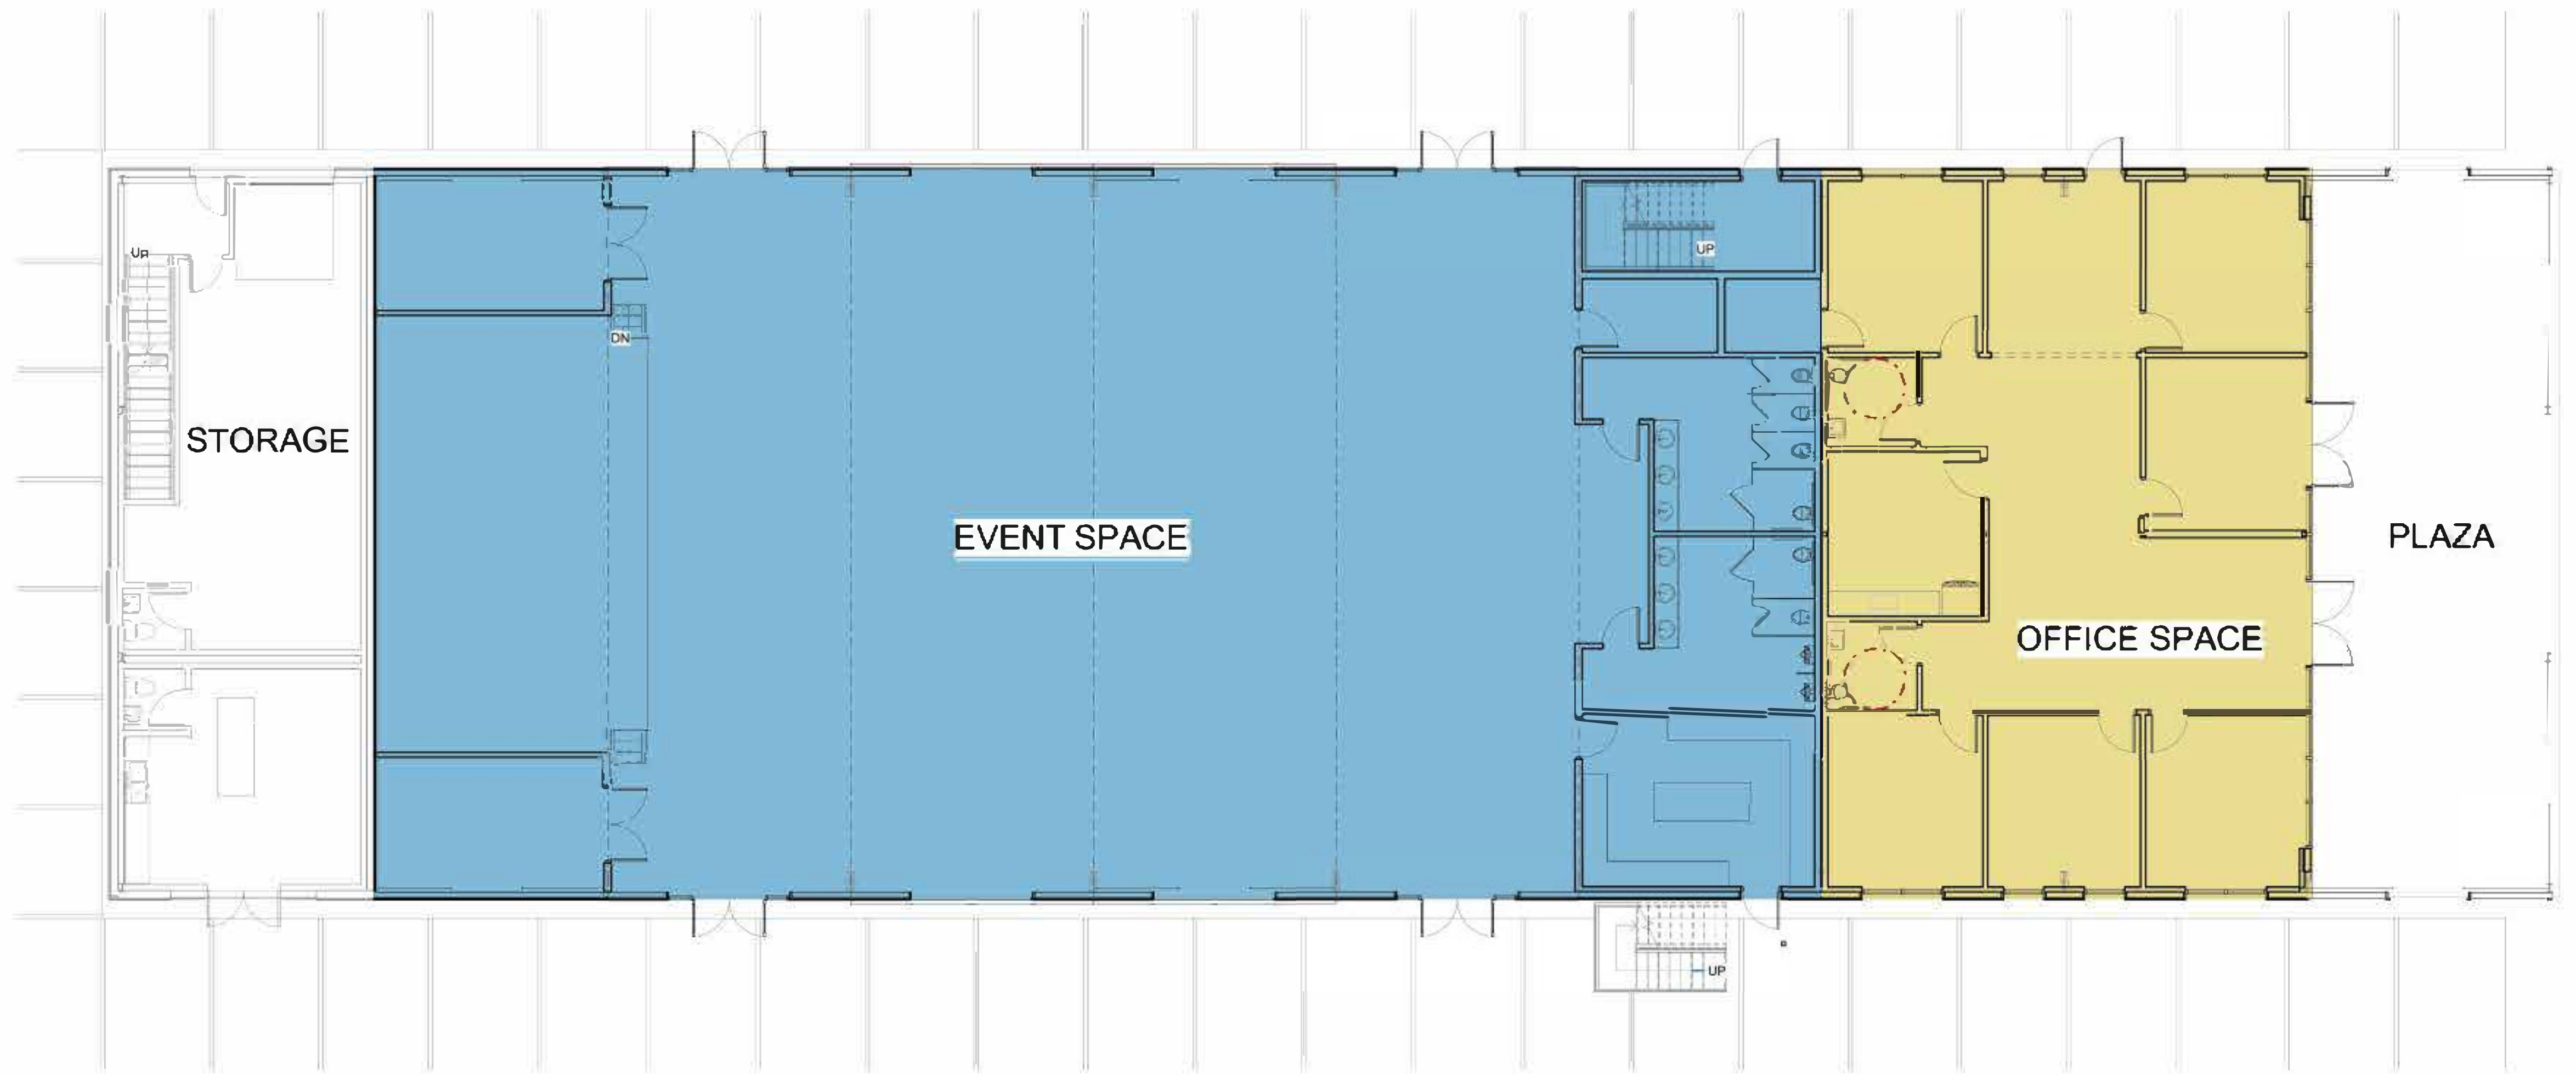 UP
UP
DN
STORAGE
EVENT SPACE
PLAZA
OFFICE SPACE
UP